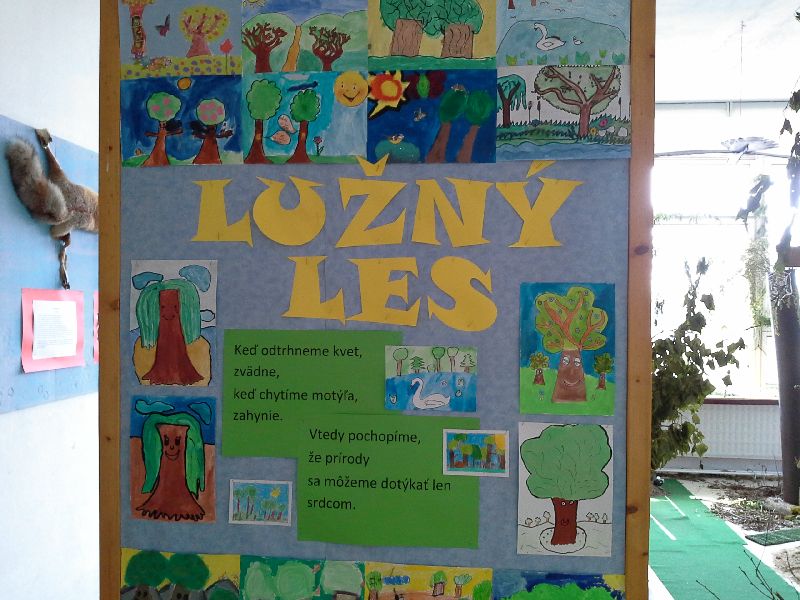 LUŽNÝ
LES
Keď odtrhneme kvet,
zvädne,
keď chytíme motýľa,
zahynie.
Vtedy pochopíme,
že prírody
sa môžeme dotýkať len
srdcom.